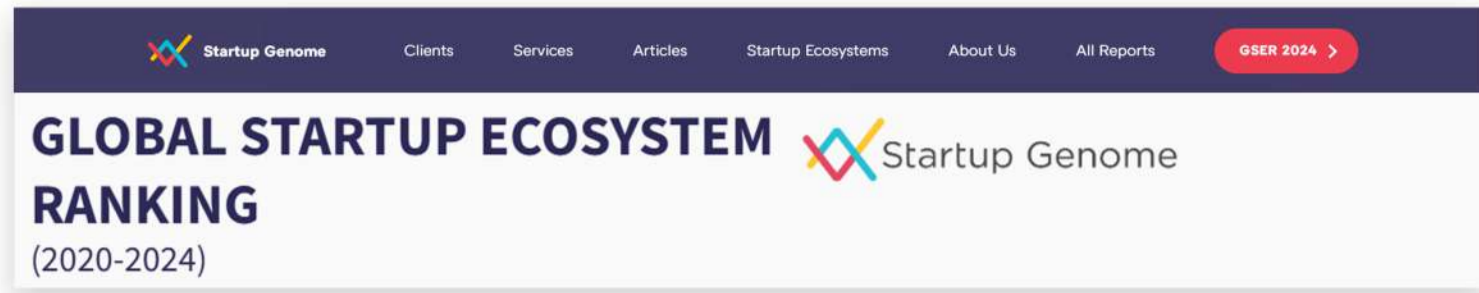 Startup Genome Clients Services Articles Startup Ecosystems About Us All Reports GSER 2024
GLOBAL STARTUP ECOSYSTEM
Startup Genome
RANKING
(2020-2024)